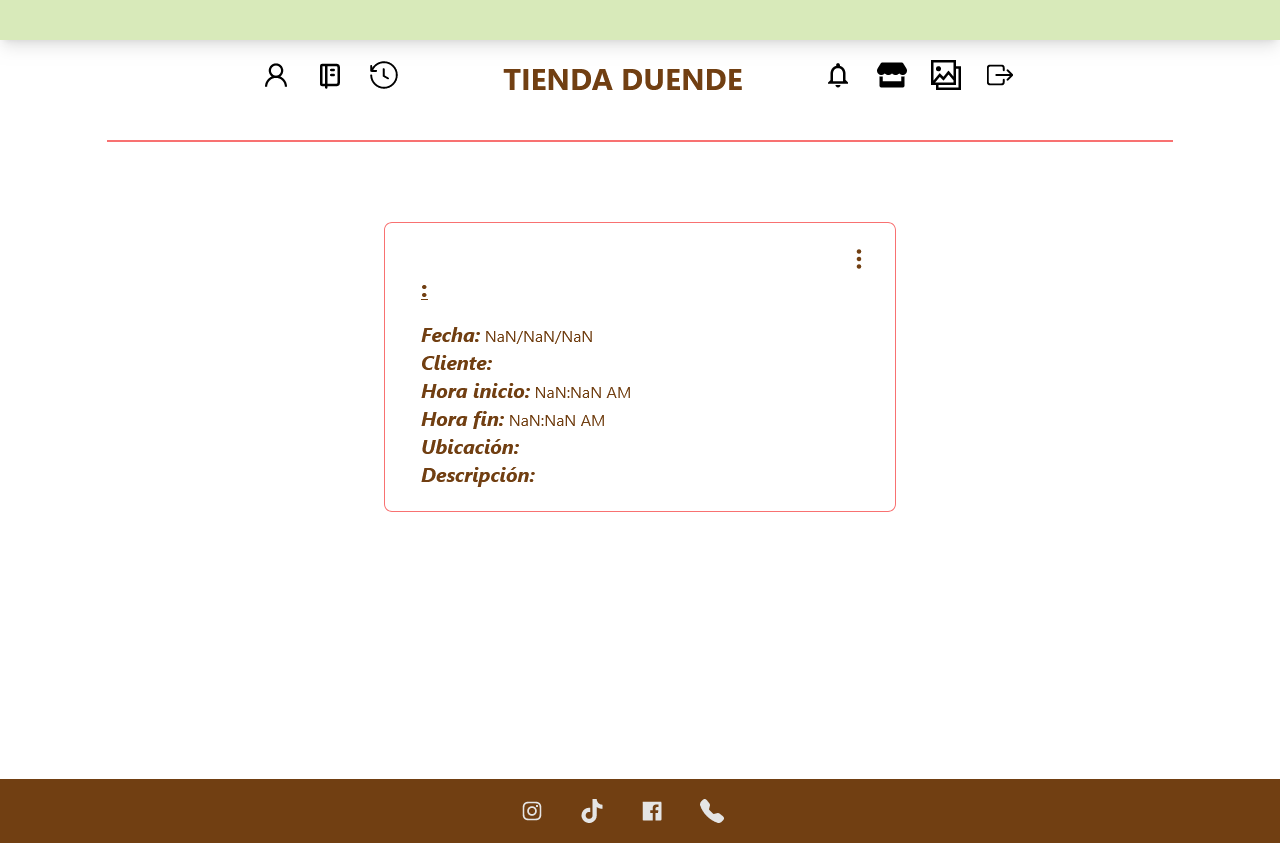 TIENDA DUENDE
:
Fecha: NaN/NaN/NaN
Cliente:
Hora inicio: NaN:NaN AM
Hora fin: NaN:NaN AM
Ubicación:
Descripción: